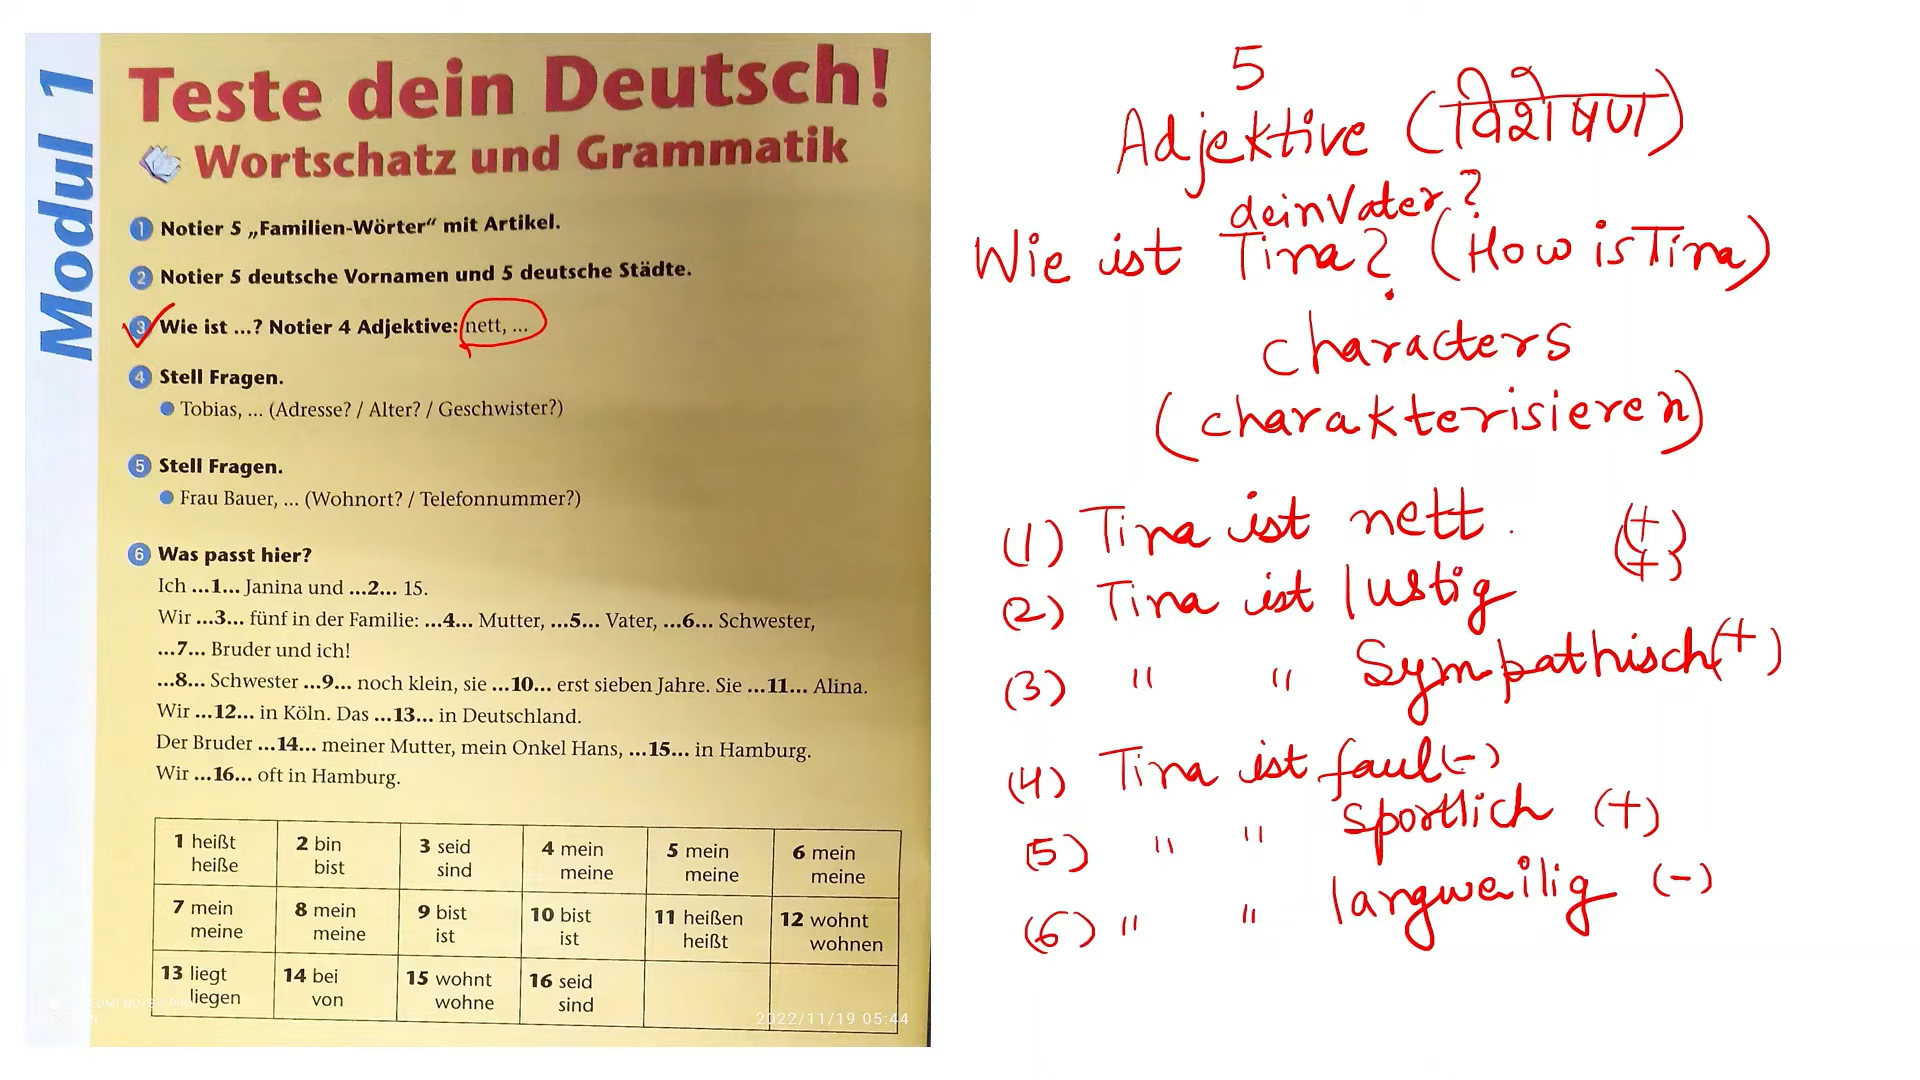 Modul 1
Teste dein Deutsch!
Wortschatz und Grammatik
1 Notier 5 „Familien-Wörter“ mit Artikel.
2 Notier 5 deutsche Vornamen und 5 deutsche Städte.
3 Wie ist ...? Notier 4 Adjektive: nett, ...
4 Stell Fragen.
Tobias, ... (Adresse? / Alter? / Geschwister?)
5 Stell Fragen.
Frau Bauer, ... (Wohnort? / Telefonnummer?)
6 Was passt hier?
Ich ...1... Janina und ...2... 15.
Wir ...3... fünf in der Familie: ...4... Mutter, ...5... Vater, ...6... Schwester,
...7... Bruder und ich!
...8... Schwester ...9... noch klein, sie ...10... erst sieben Jahre. Sie ...11... Alina.
Wir ...12... in Köln. Das ...13... in Deutschland.
Der Bruder ...14... meiner Mutter, mein Onkel Hans, ...15... in Hamburg.
Wir ...16... oft in Hamburg.
1 heißt 2 bin 3 seid 4 mein 5 mein 6 mein
heiße bist sind meine meine meine
7 mein 8 mein 9 bist 10 bist 11 heißen 12 wohnt
meine meine ist ist heißt wohnen
13 liegt 14 bei 15 wohnt 16 seid
liegen von wohne sind
2022/11/19 05:44
5
Adjektive (विशेषण)
dein Vater?
Wie ist Tina? (How is Tina)
characters
(charakterisieren)
(1) Tina ist nett. (+)
(2) Tina ist lustig (+)
(3) " " Sympathisch (+)
(4) Tina ist faul (-)
(5) " " sportlich (+)
(6) " " langweilig (-)